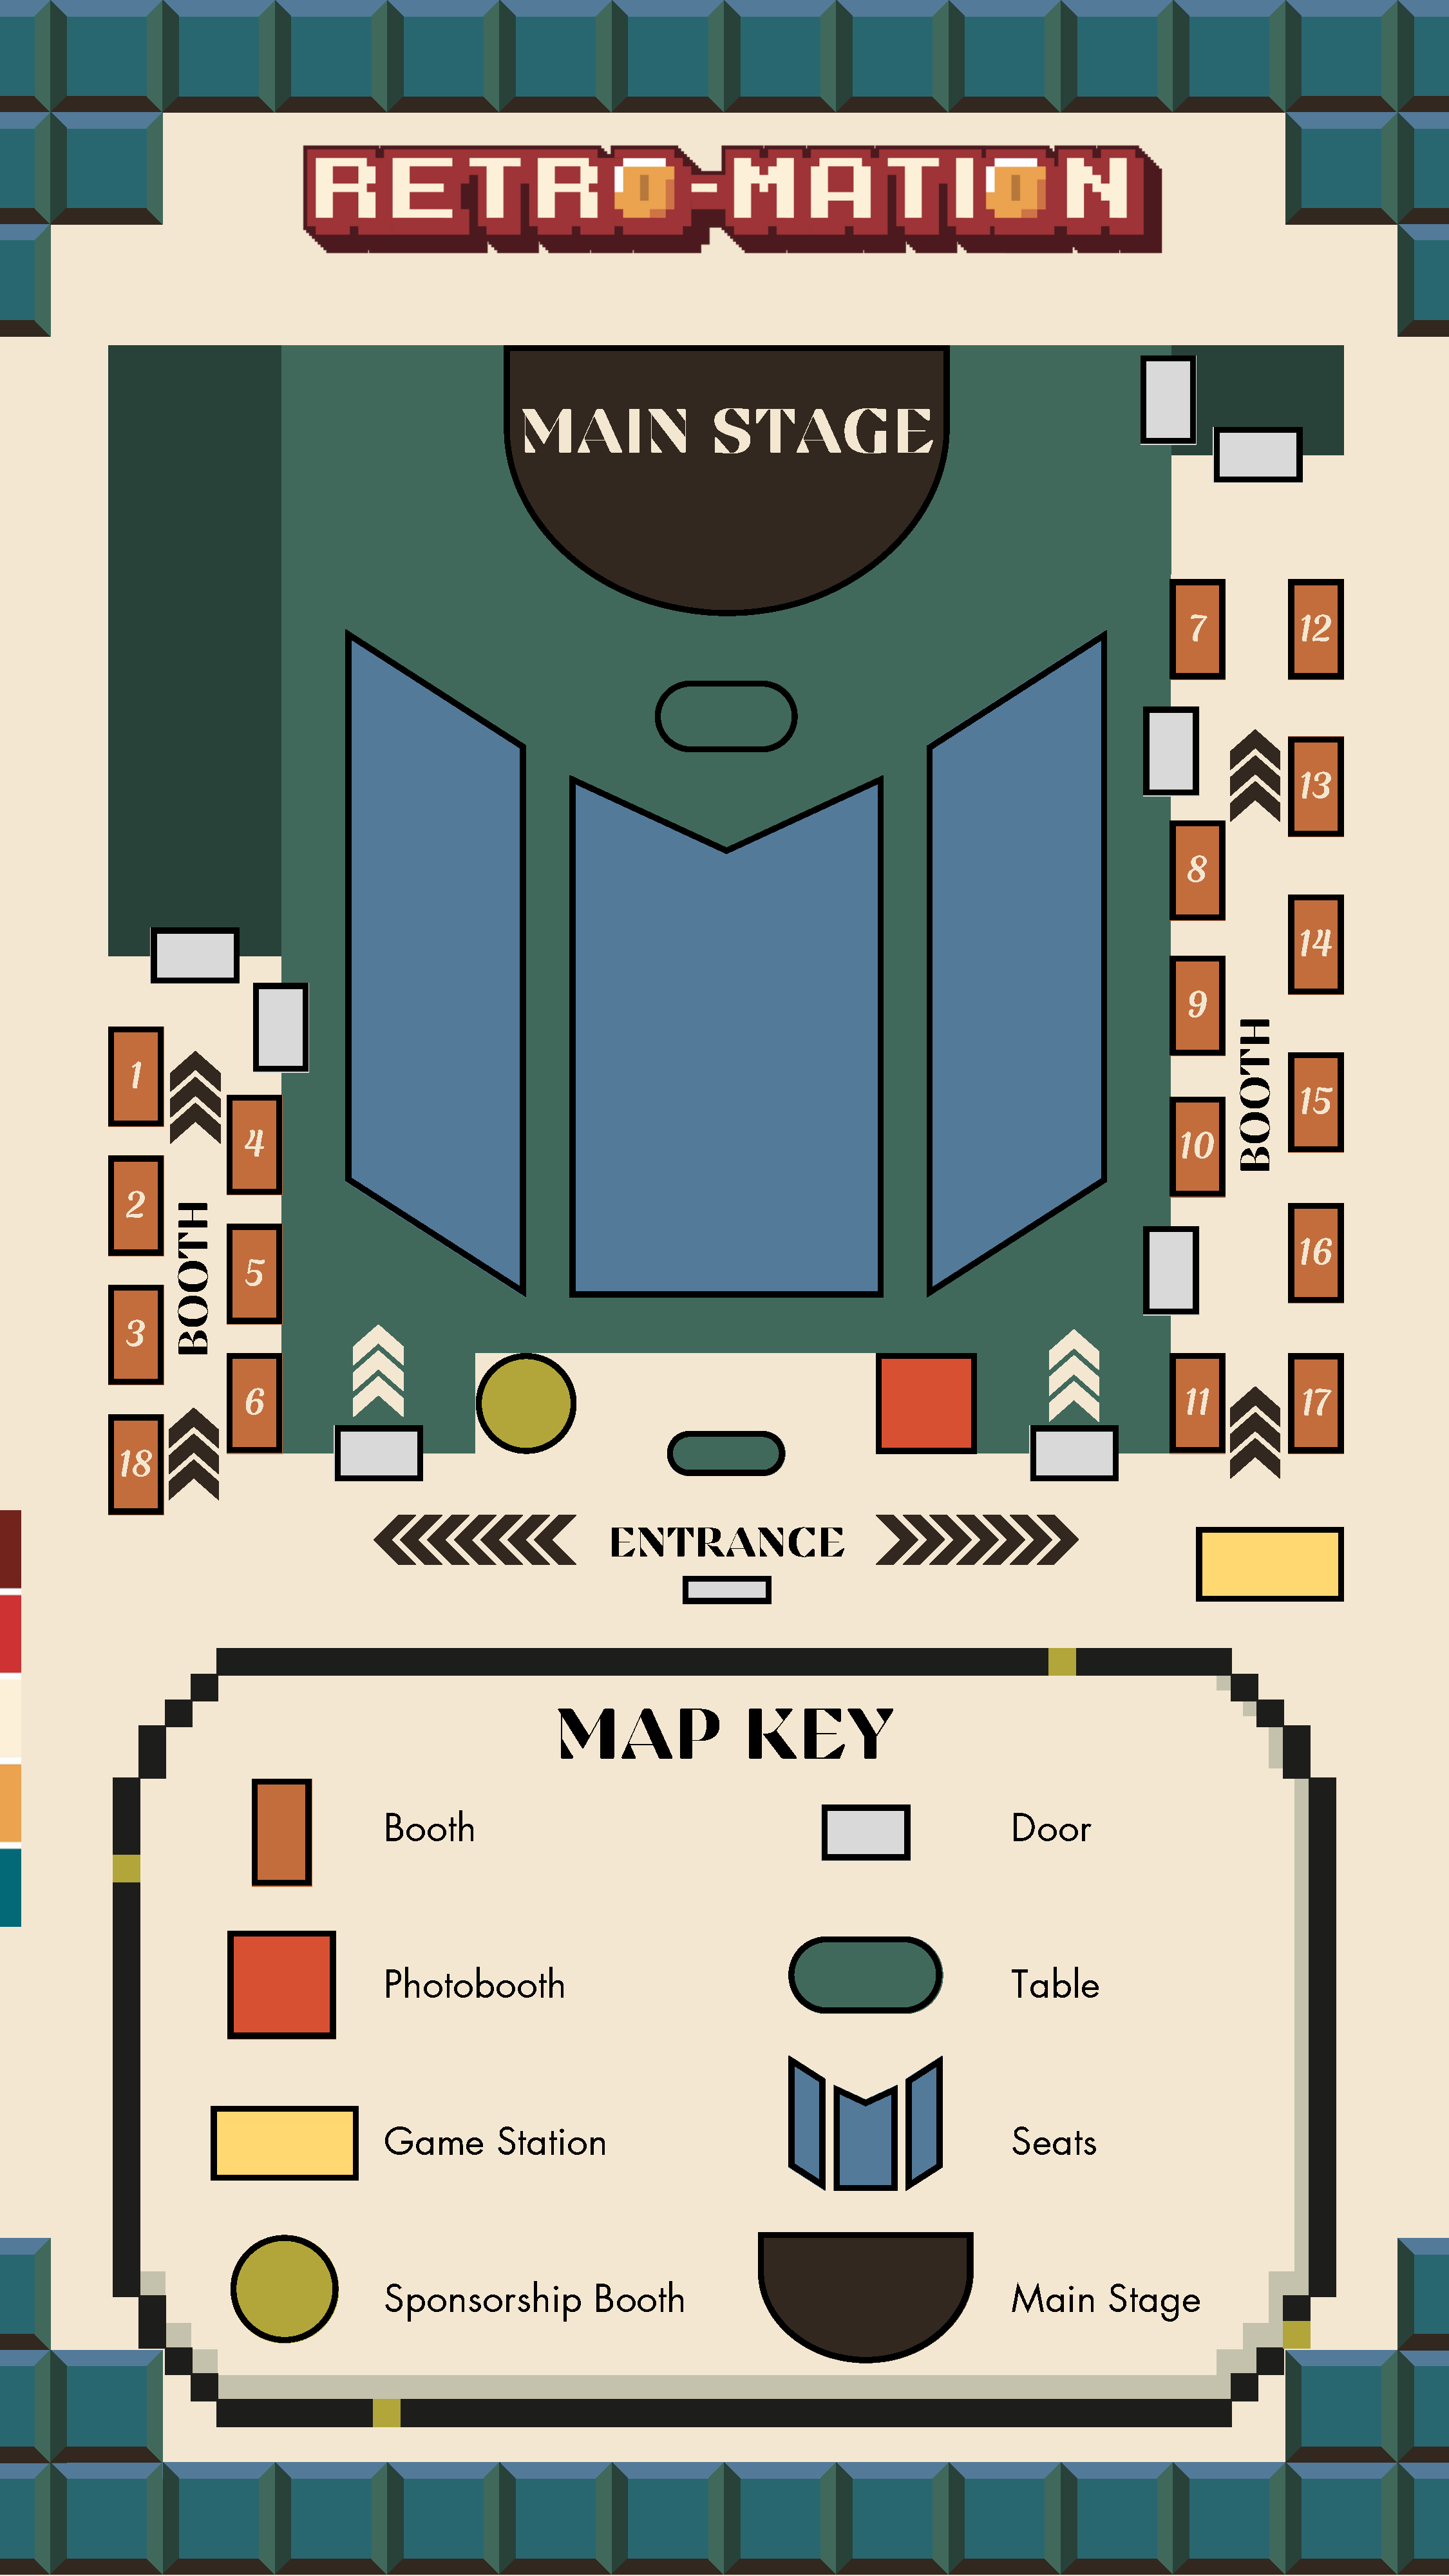 RETRO-MATION
MAIN STAGE
7
12
13
8
14
9
BOOTH
1
15
4
10
2
BOOTH
16
5
3
6
11
17
18
ENTRANCE
MAP KEY
Booth
Door
Photobooth
Table
Game Station
Seats
Sponsorship Booth
Main Stage